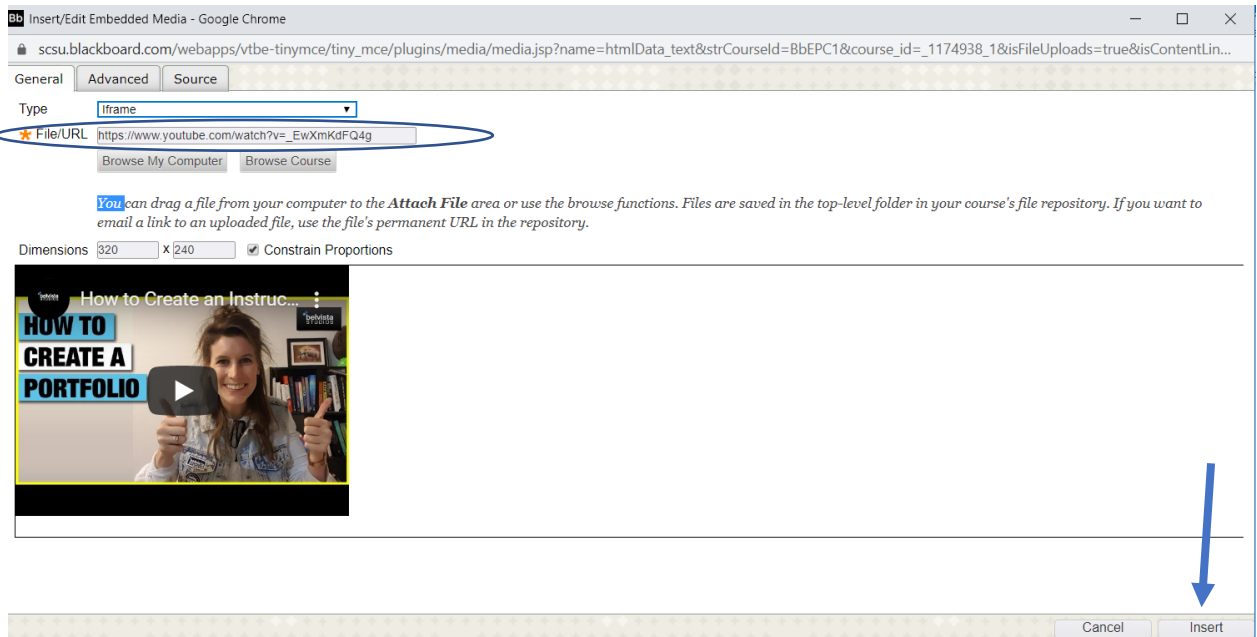 Bb Insert/Edit Embedded Media - Google Chrome
scsu.blackboard.com/webapps/vtbe-tinymce/tiny_mce/plugins/media/media.jsp?name=htmlData_text&strCourseId=BbEPC1&course_id=_1174938_1&isFileUploads=true&isContentLin...
General Advanced Source
Type Iframe
File/URL https://www.youtube.com/watch?v=_EwXmKdFQ4g
Browse My Computer Browse Course
You can drag a file from your computer to the Attach File area or use the browse functions. Files are saved in the top-level folder in your course's file repository. If you want to
email a link to an uploaded file, use the file's permanent URL in the repository.
Dimensions 320 x 240 Constrain Proportions
belvista
STUDIOS
How to Create an Instruc...
belvista
STUDIOS
HOW TO
CREATE A
PORTFOLIO
Cancel Insert